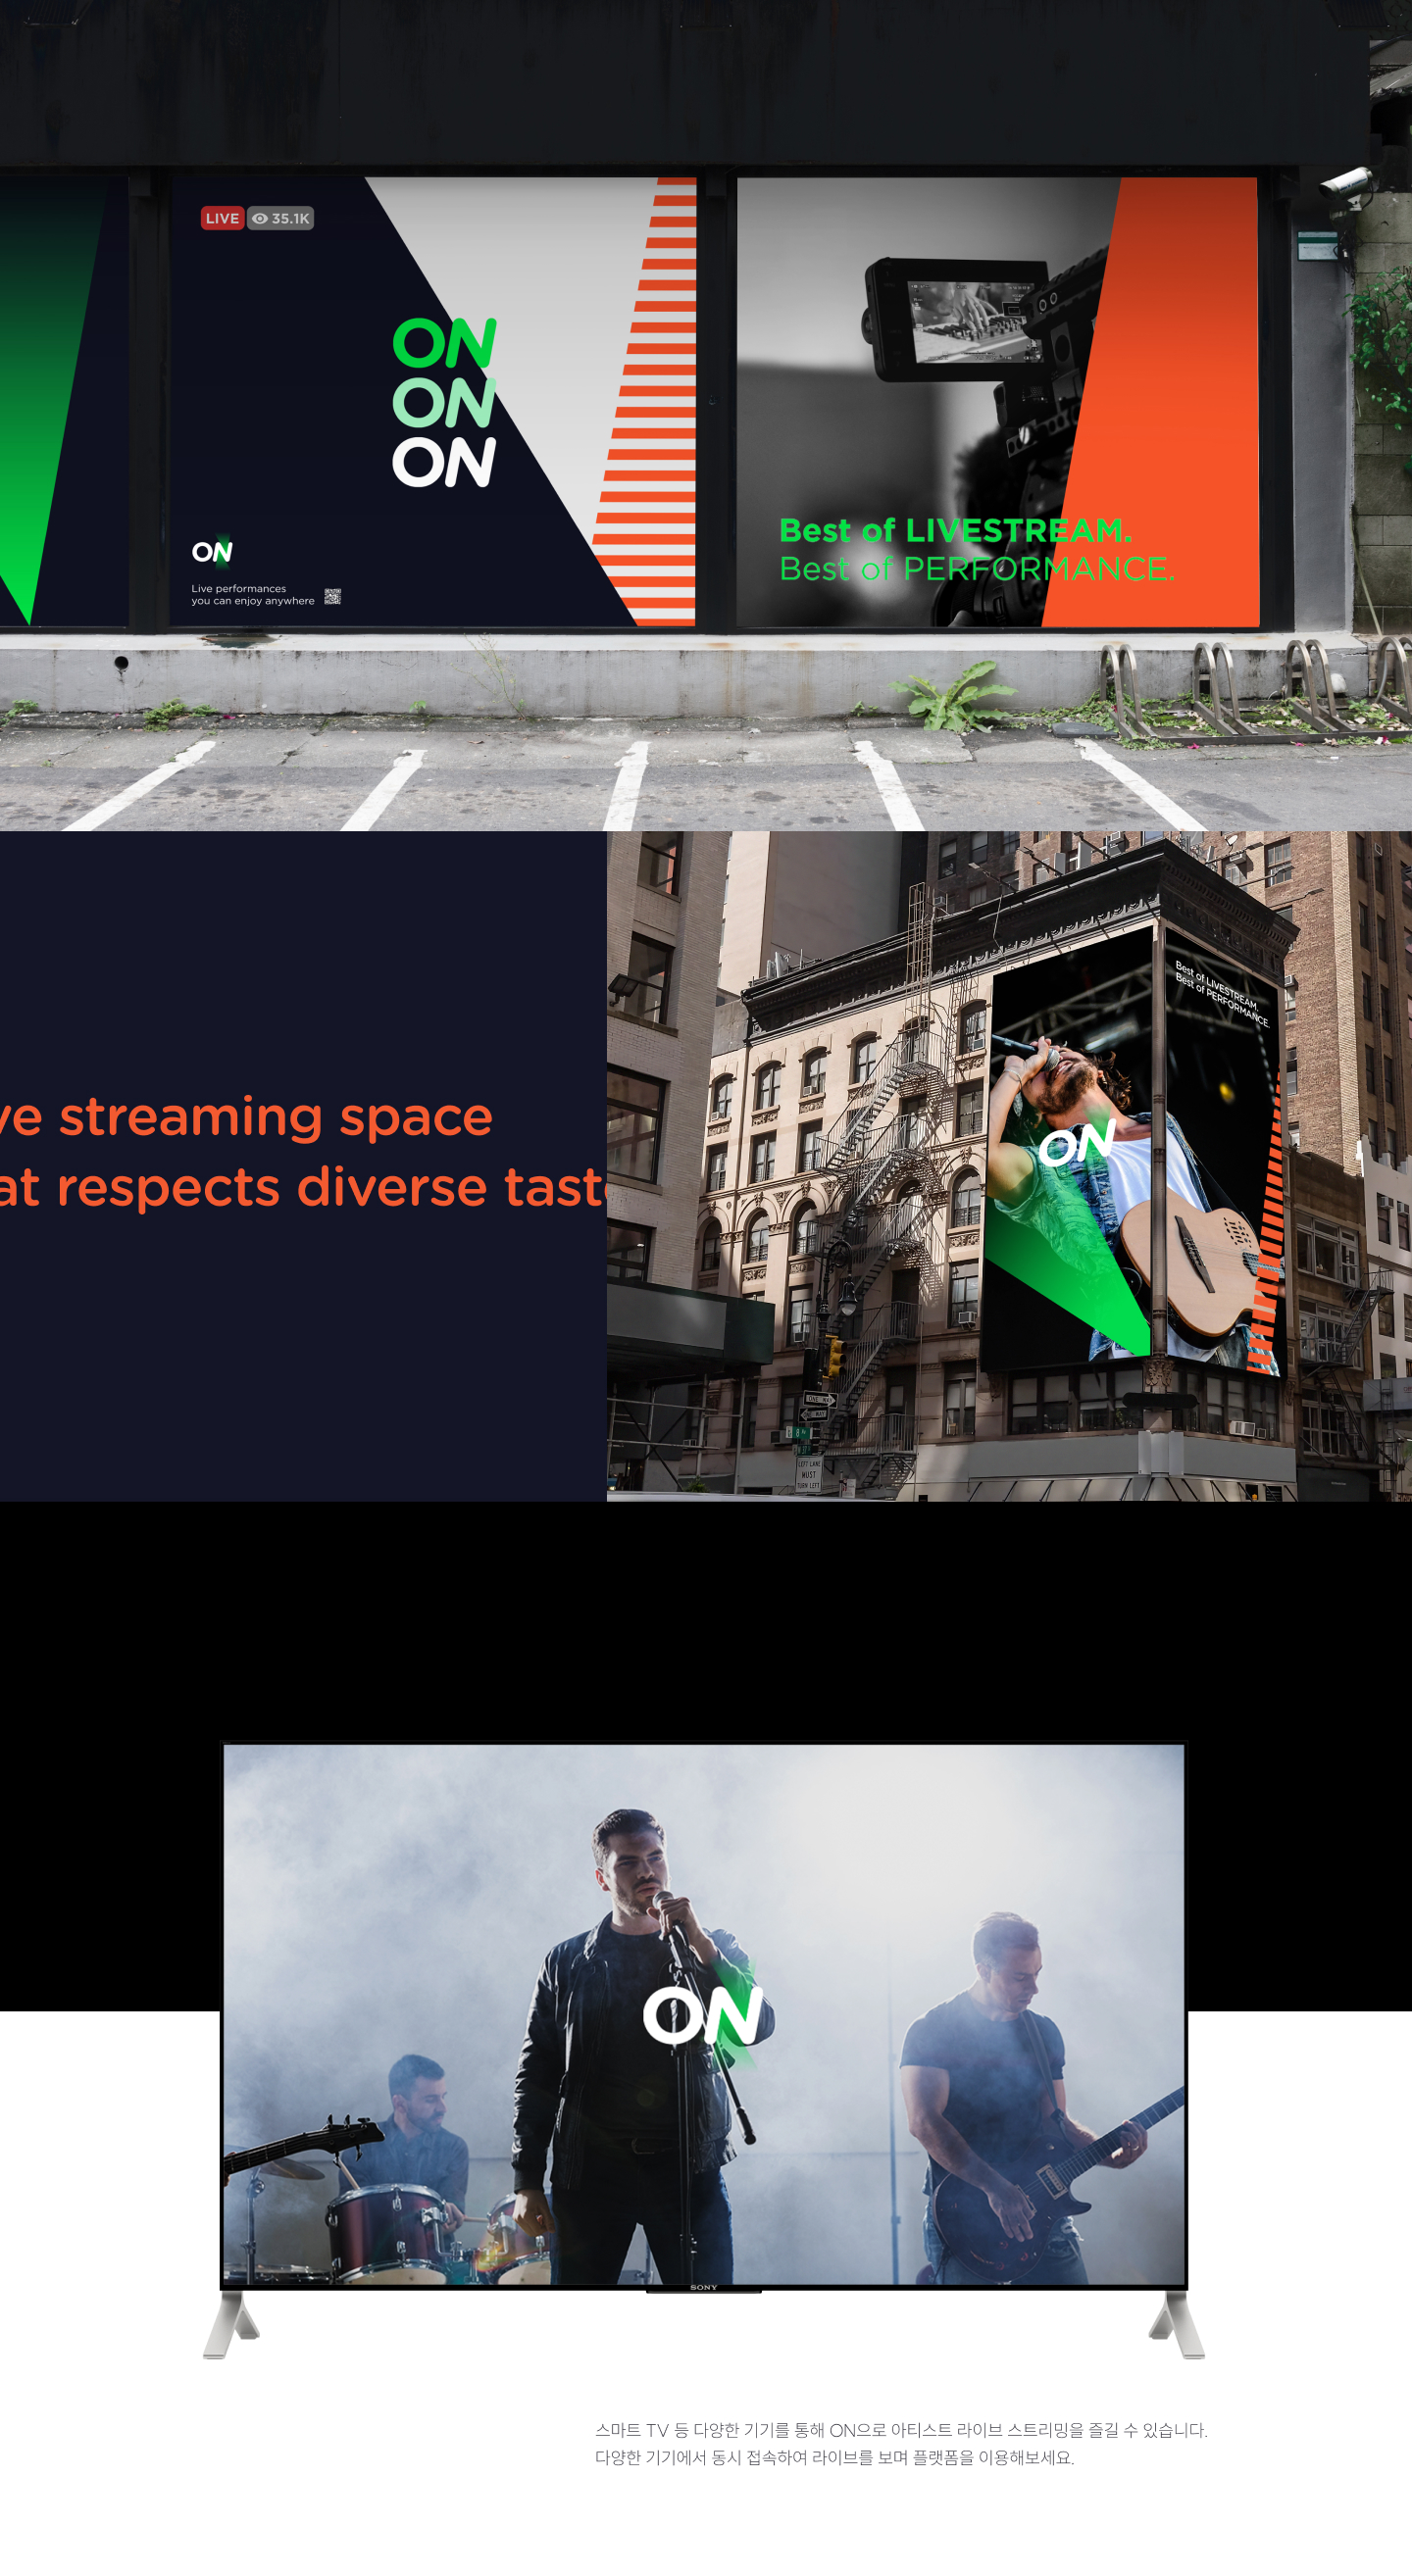 LIVE 35.1K
ON
ON
ON
ON
Live performances
you can enjoy anywhere
Best of LIVESTREAM.
Best of PERFORMANCE.
ve streaming space
at respects diverse taste
Best of LIVESTREAM.
Best of PERFORMANCE.
ON
ONE WAY
WAY
LEFT LANE
MUST
TURN LEFT
ON
SONY
스마트 TV 등 다양한 기기를 통해 ON으로 아티스트 라이브 스트리밍을 즐길 수 있습니다.
다양한 기기에서 동시 접속하여 라이브를 보며 플랫폼을 이용해보세요.